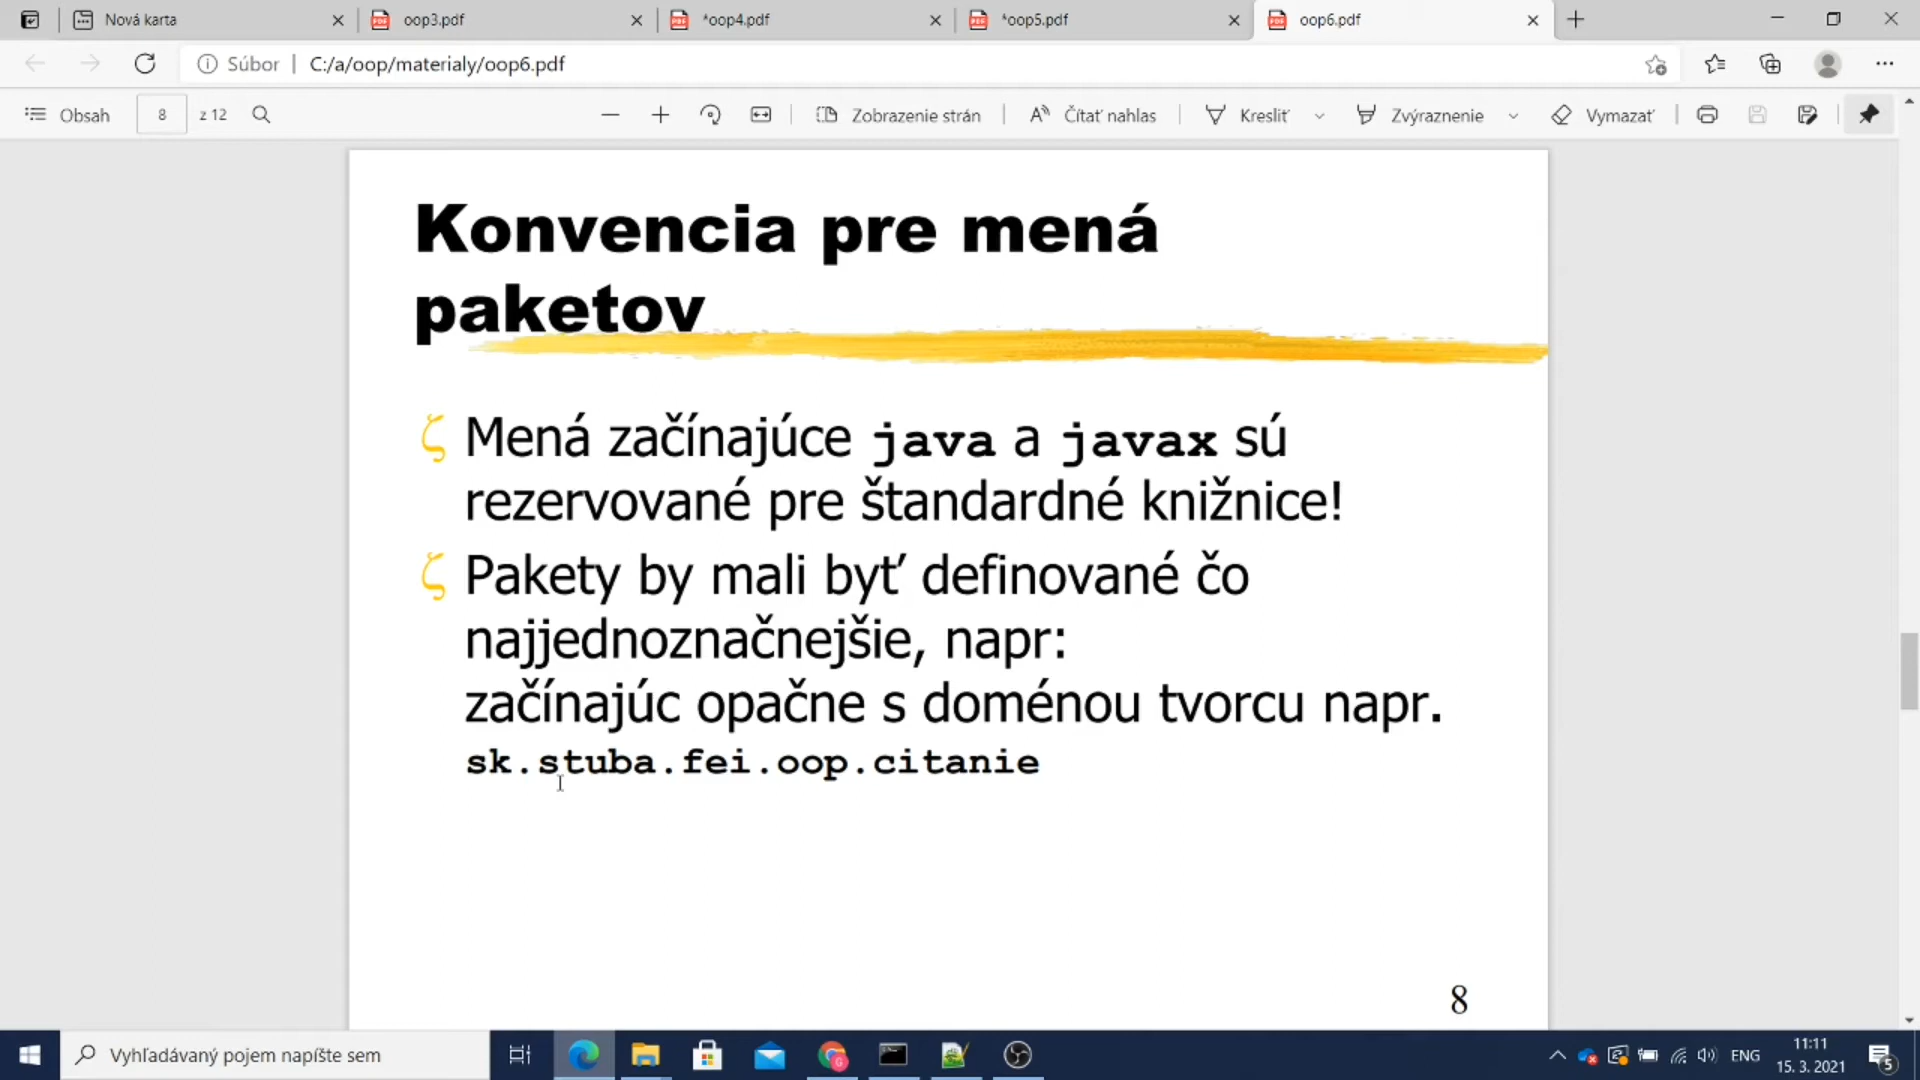 Nová karta
oop3.pdf
*oop4.pdf
*oop5.pdf
oop6.pdf
Súbor
C:/a/oop/materialy/oop6.pdf
Obsah
8
z 12
Zobrazenie strán
Čítať nahlas
Kresliť
Zvýraznenie
Vymazať
Konvencia pre mená
paketov
Mená začínajúce java a javax sú
rezervované pre štandardné knižnice!
Pakety by mali byť definované čo
najjednoznačnejšie, napr:
začínajúc opačne s doménou tvorcu napr.
sk.stuba.fei.oop.citanie
8
Vyhľadávaný pojem napíšte sem
ENG
11:11
15. 3. 2021
5